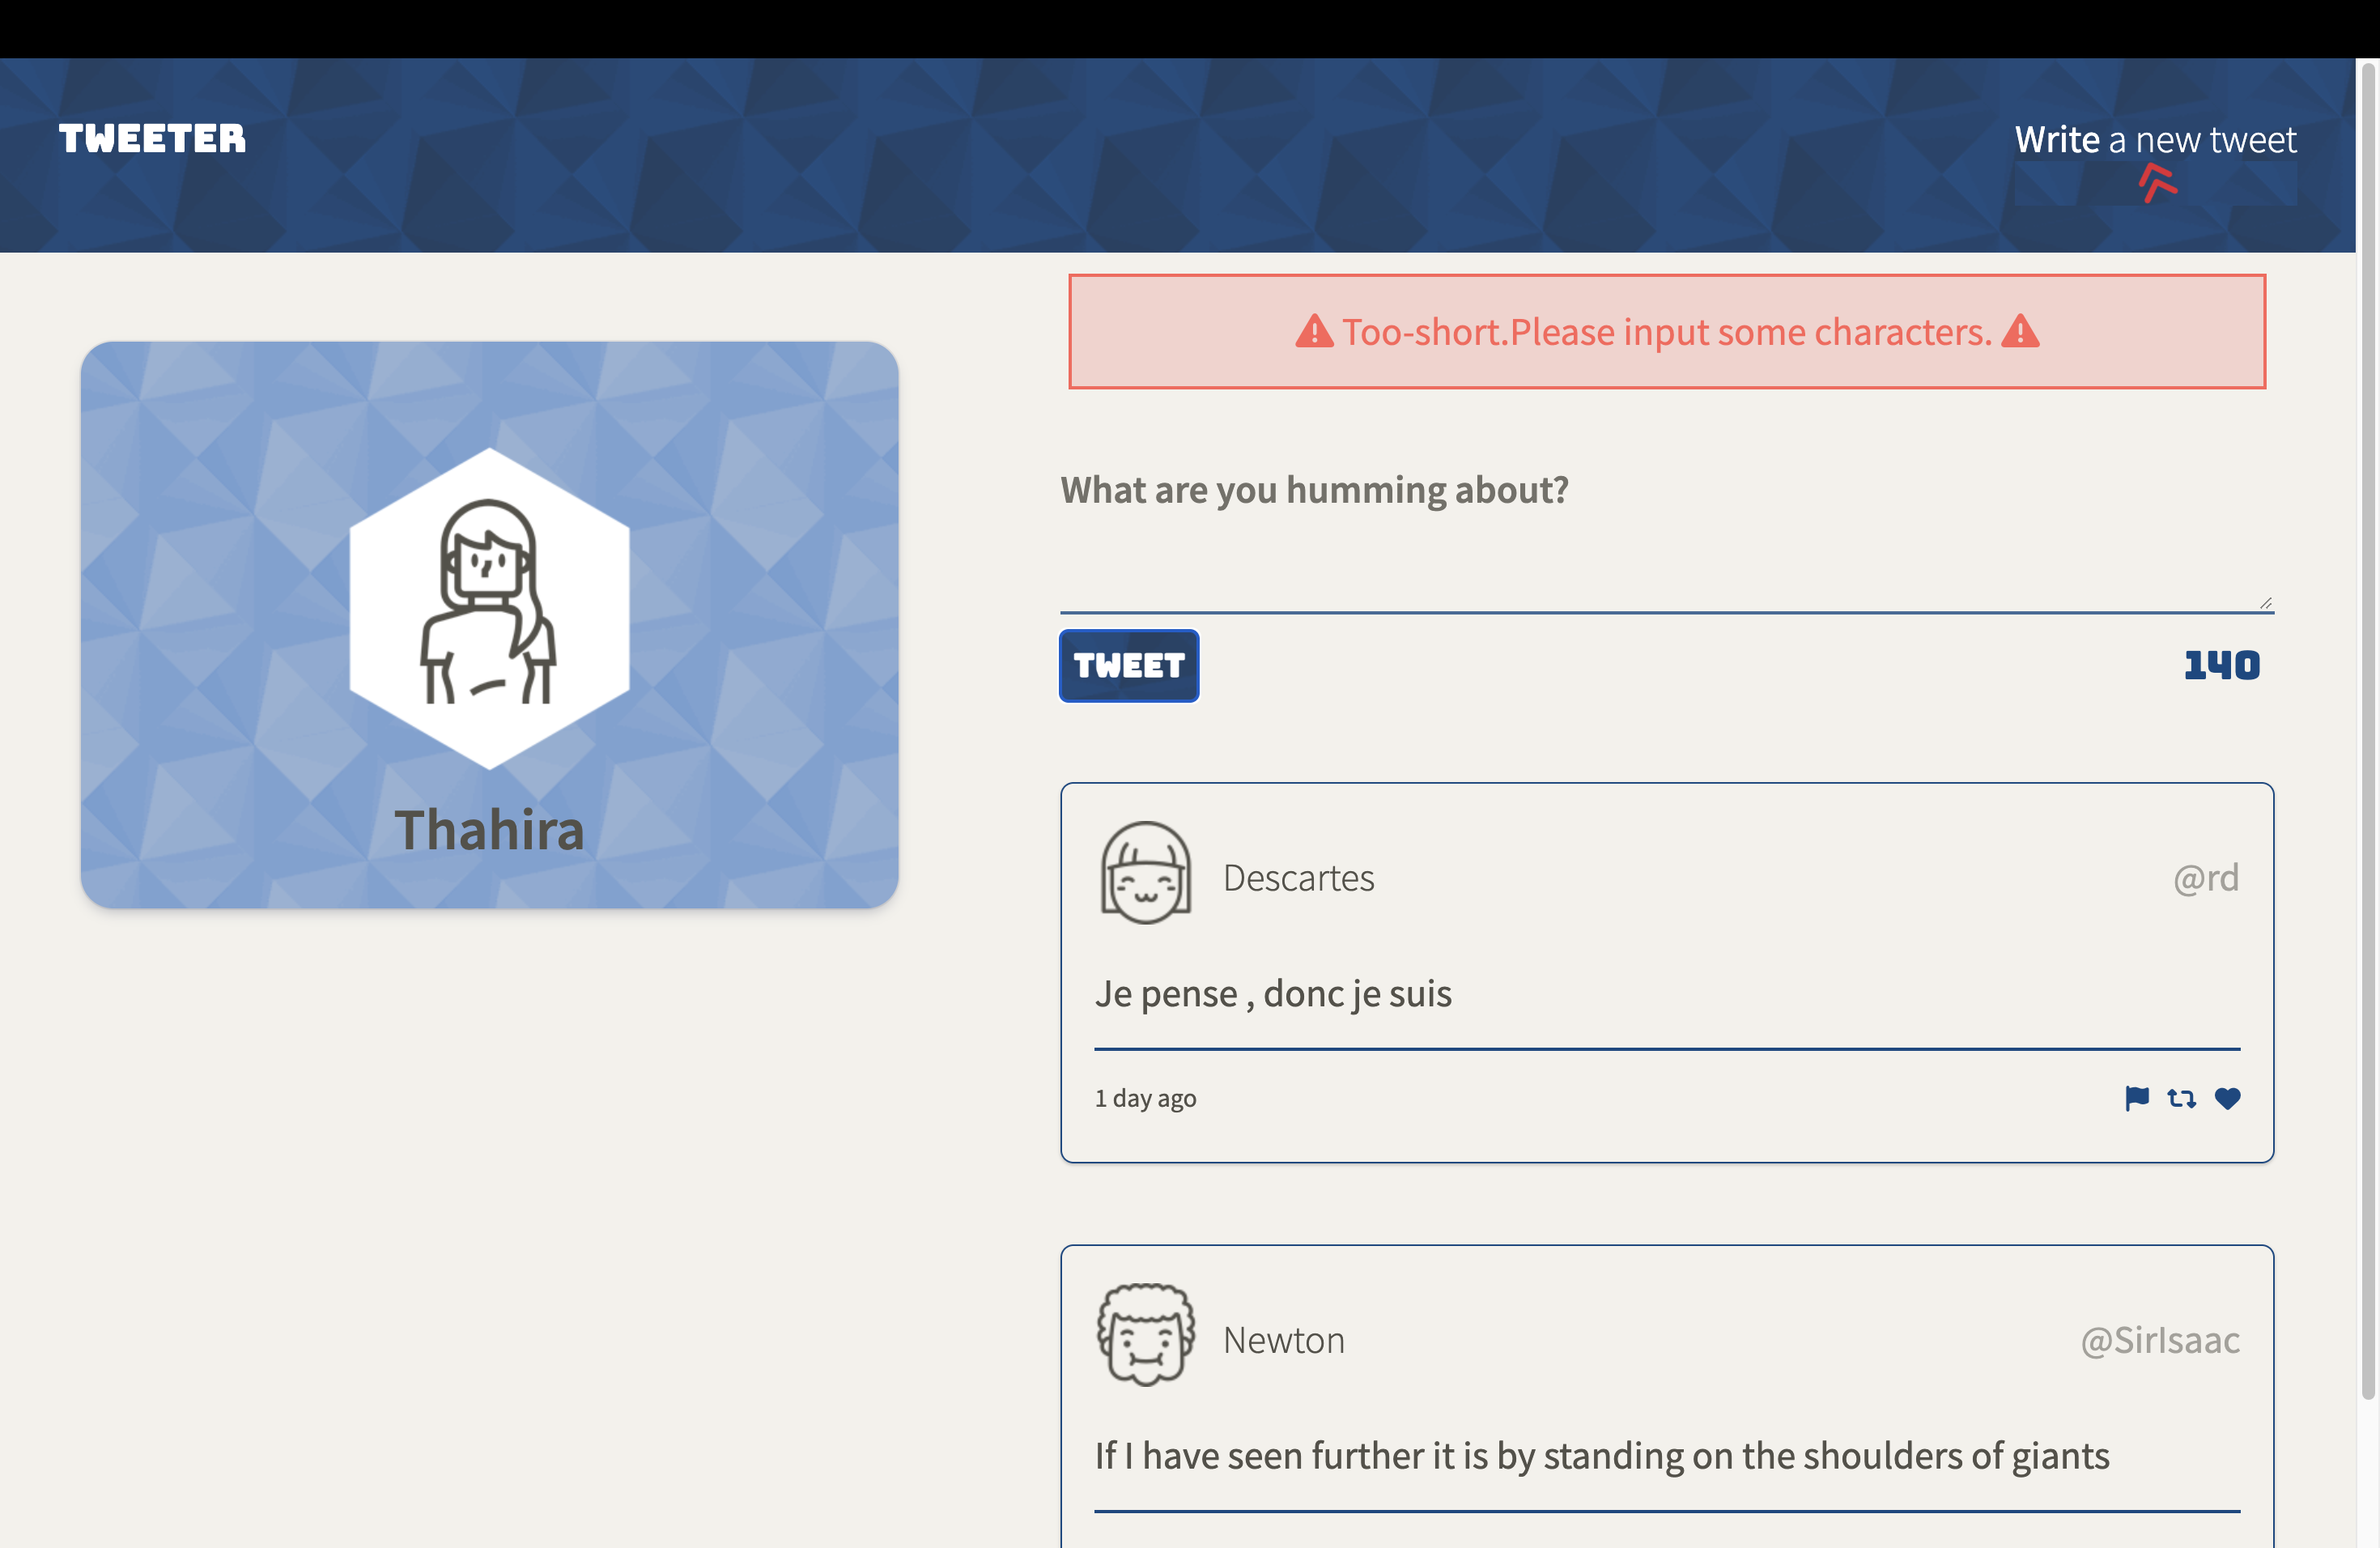 TWEETER
Write a new tweet
Too-short.Please input some characters.
Thahira
What are you humming about?
TWEET
140
Descartes
@rd
Je pense , donc je suis
1 day ago
Newton
@SirIsaac
If I have seen further it is by standing on the shoulders of giants